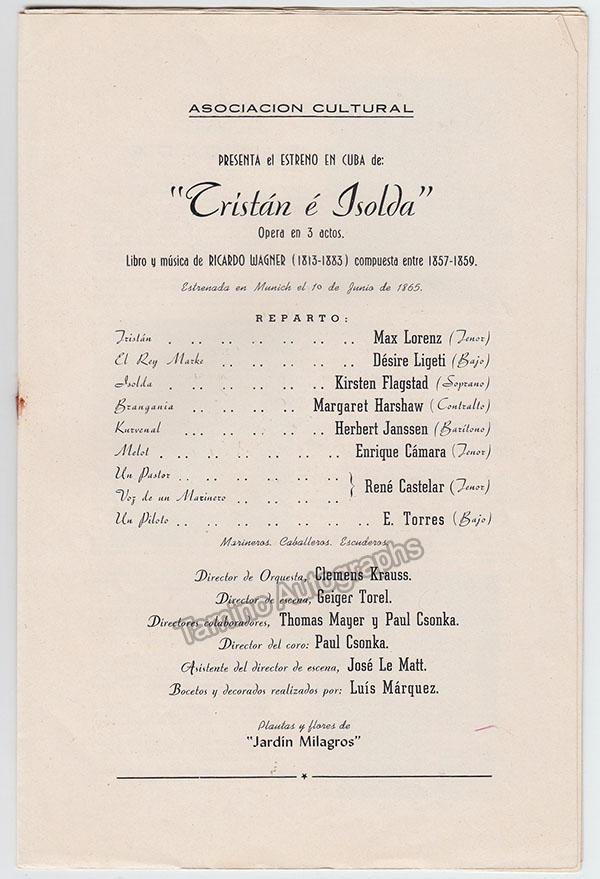 ASOCIACION CULTURAL
PRESENTA el ESTRENO EN CUBA de:
"Tristán é Isolda"
Opera en 3 actos.
Libro y música de RICARDO WAGNER (1813-1883) compuesta entre 1857-1859.
Estrenada en Munich el 10 de Junio de 1865.
REPARTO:
Tristán . . . . . . . . . . . Max Lorenz (Tenor)
El Rey Marke . . . . . . . . Désire Ligeti (Bajo)
Isolda . . . . . . . . . . Kirsten Flagstad (Soprano)
Brangania . . . . . . . . Margaret Harshaw (Contralto)
Kurvenal . . . . . . . . . Herbert Janssen (Barítono)
Melot . . . . . . . . . . . Enrique Cámara (Tenor)
Un Pastor . . . . . . . . . .
Voz de un Marinero . . . . . . . } René Castelar (Tenor)
Un Piloto . . . . . . . . . . . . E. Torres (Bajo)
Marineros. Caballeros. Escuderos.
Director de Orquesta, Clemens Krauss.
Director de escena, Geiger Torel.
Directores colaboradores, Thomas Mayer y Paul Csonka.
Director del coro: Paul Csonka.
Asistente del director de escena, José Le Matt.
Bocetos y decorados realizados por: Luís Márquez.
Plantas y flores de
"Jardín Milagros"
Tamino Autographs